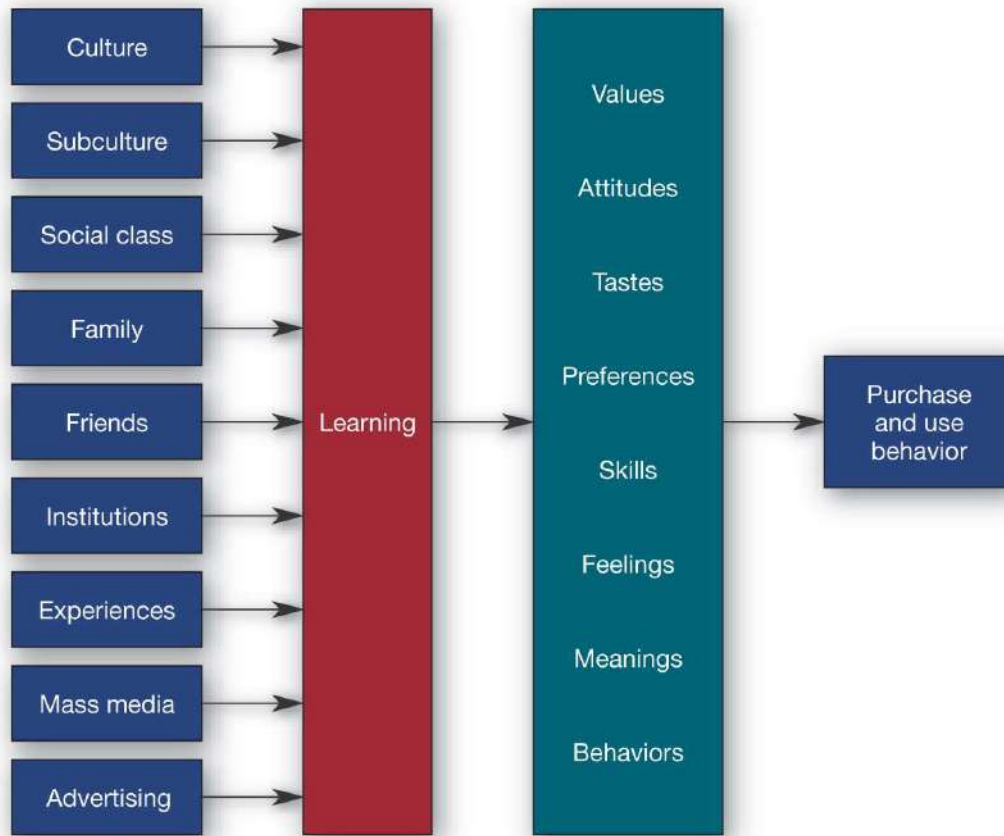 Culture
Subculture
Social class
Family
Friends
Institutions
Experiences
Mass media
Advertising
Learning
Values
Attitudes
Tastes
Preferences
Skills
Feelings
Meanings
Behaviors
Purchase
and use
behavior